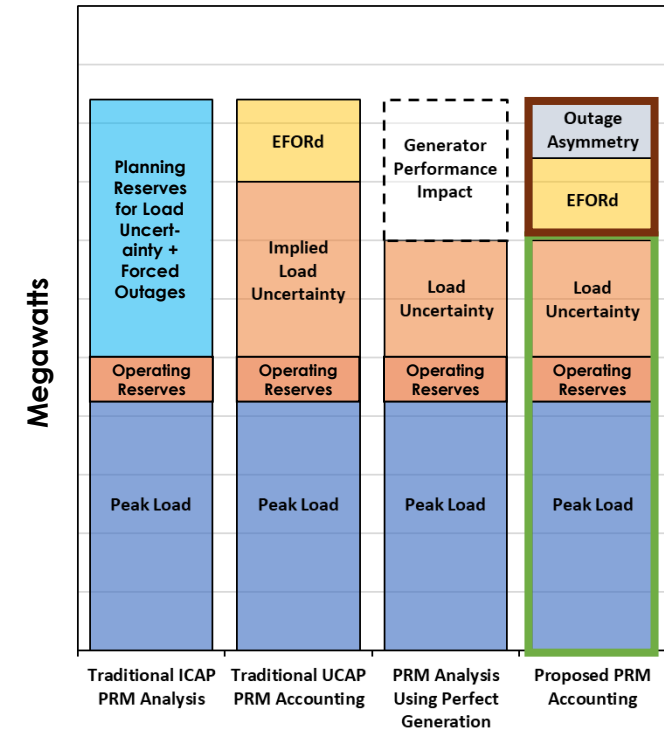 Megawatts
Planning
Reserves
for Load
Uncert-
ainty +
Forced
Outages
Operating
Reserves
Peak Load
EFORd
Implied
Load
Uncertainty
Operating
Reserves
Peak Load
Generator
Performance
Impact
Load
Uncertainty
Operating
Reserves
Peak Load
Outage
Asymmetry
EFORd
Load
Uncertainty
Operating
Reserves
Peak Load
Traditional ICAP
PRM Analysis
Traditional UCAP
PRM Accounting
PRM Analysis
Using Perfect
Generation
Proposed PRM
Accounting